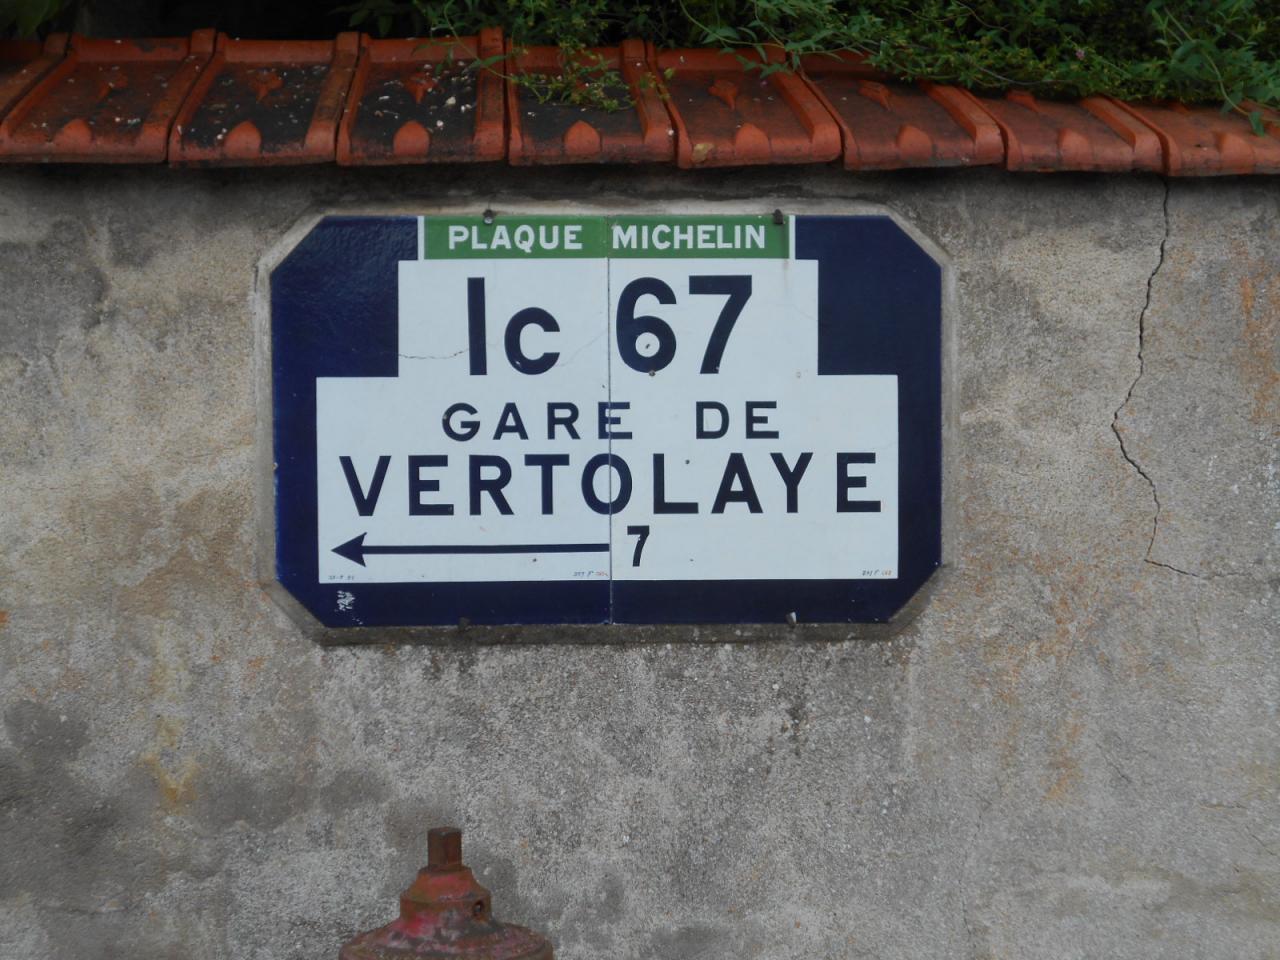 PLAQUE MICHELIN
Ic 67
GARE DE
VERTOLAYE
7